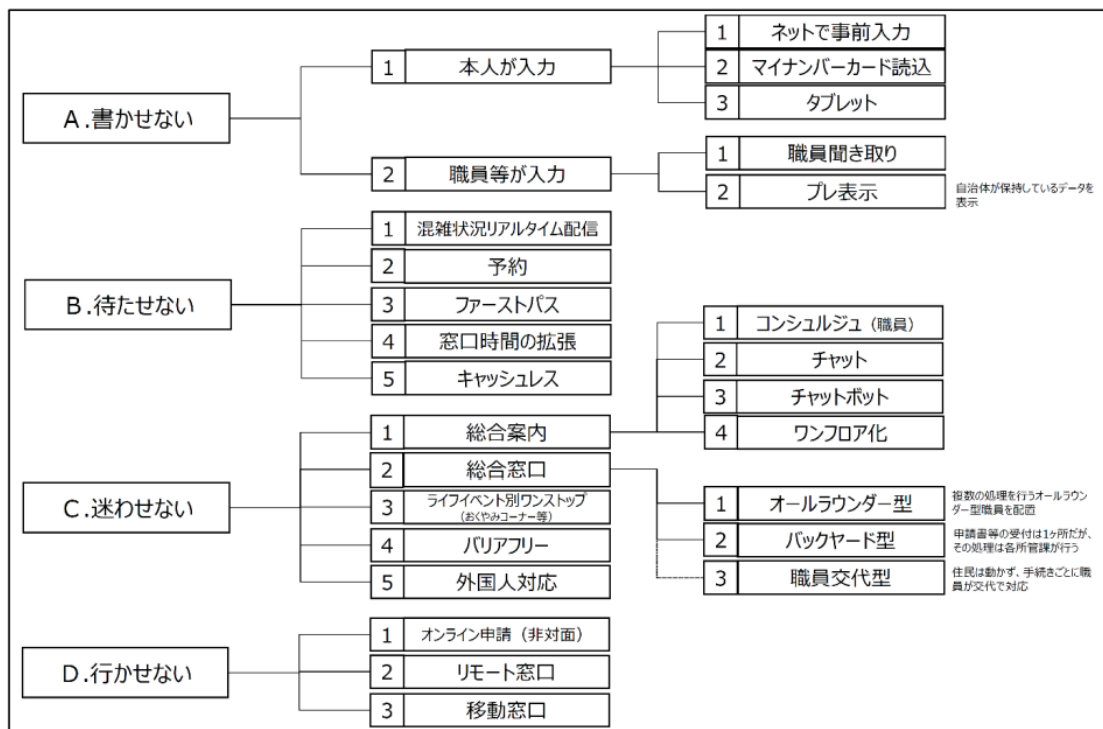 A.書かせない
1 本人が入力
1 ネットで事前入力
2 マイナンバーカード読込
3 タブレット
2 職員等が入力
1 職員聞き取り
2 プレ表示
自治体が保持しているデータを
表示
B.待たせない
1 混雑状況リアルタイム配信
2 予約
3 ファーストパス
4 窓口時間の拡張
5 キャッシュレス
C.迷わせない
1 総合案内
1 コンシュルジュ(職員)
2 チャット
3 チャットボット
4 ワンフロア化
2 総合窓口
1 オールラウンダー型
複数の処理を行うオールラウン
ダー型職員を配置
2 バックヤード型
申請書等の受付は1ヶ所だが、
その処理は各所管課が行う
3 職員交代型
住民は動かず、手続きごとに職
員が交代で対応
3 ライフイベント別ワンストップ
(おくやみコーナー等)
4 バリアフリー
5 外国人対応
D.行かせない
1 オンライン申請(非対面)
2 リモート窓口
3 移動窓口